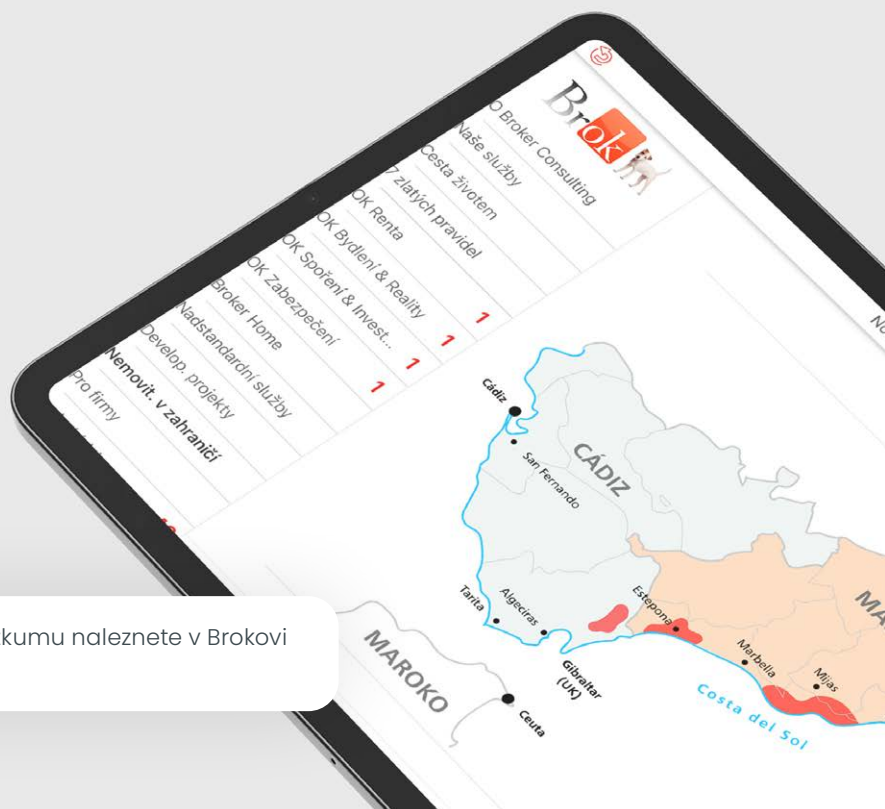 Brok
O Broker Consulting
Naše služby
Cesta životem
7 zlatých pravidel
OK Renta
OK Bydlení & Reality 1
OK Spoření & Invest... 1
OK Zabezpečení 1
Broker Home
Nadstandardní služby 1
Develop. projekty
Nemovit. v zahraničí
Pro firmy
Cádiz
San Fernando
CÁDIZ
Tarita
Algeciras
Estepona
Gibraltar
(UK)
Marbella
Mijas
Costa del Sol
MAROKO
Ceuta
kumu naleznete v Brokovi